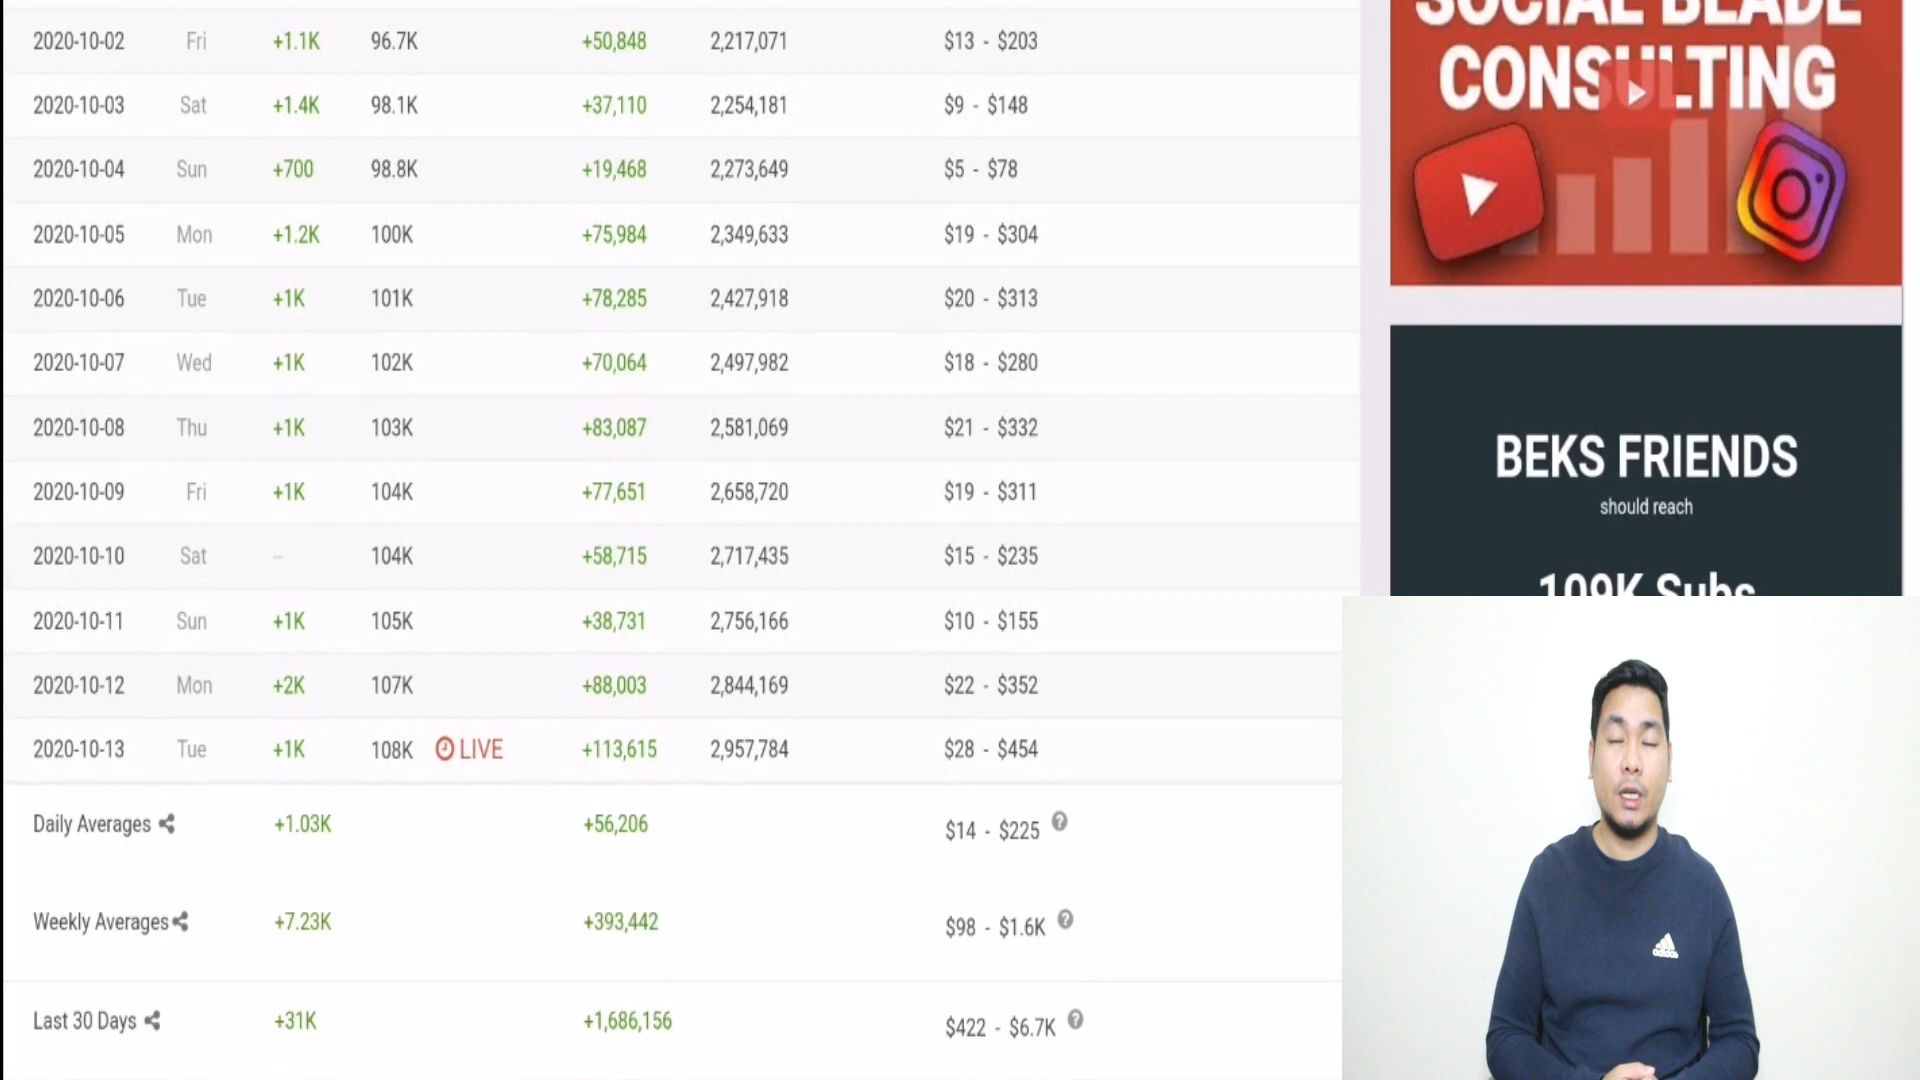 2020-10-02 Fri +1.1K 96.7K +50,848 2,217,071 $13 - $203
2020-10-03 Sat +1.4K 98.1K +37,110 2,254,181 $9 - $148
2020-10-04 Sun +700 98.8K +19,468 2,273,649 $5 - $78
2020-10-05 Mon +1.2K 100K +75,984 2,349,633 $19 - $304
2020-10-06 Tue +1K 101K +78,285 2,427,918 $20 - $313
2020-10-07 Wed +1K 102K +70,064 2,497,982 $18 - $280
2020-10-08 Thu +1K 103K +83,087 2,581,069 $21 - $332
2020-10-09 Fri +1K 104K +77,651 2,658,720 $19 - $311
2020-10-10 Sat -- 104K +58,715 2,717,435 $15 - $235
2020-10-11 Sun +1K 105K +38,731 2,756,166 $10 - $155
2020-10-12 Mon +2K 107K +88,003 2,844,169 $22 - $352
2020-10-13 Tue +1K 108K LIVE +113,615 2,957,784 $28 - $454
Daily Averages +1.03K +56,206 $14 - $225 ?
Weekly Averages +7.23K +393,442 $98 - $1.6K ?
Last 30 Days +31K +1,686,156 $422 - $6.7K ?
SOCIAL BLADE
CONSULTING
BEKS FRIENDS
should reach
109K Subs
adidas